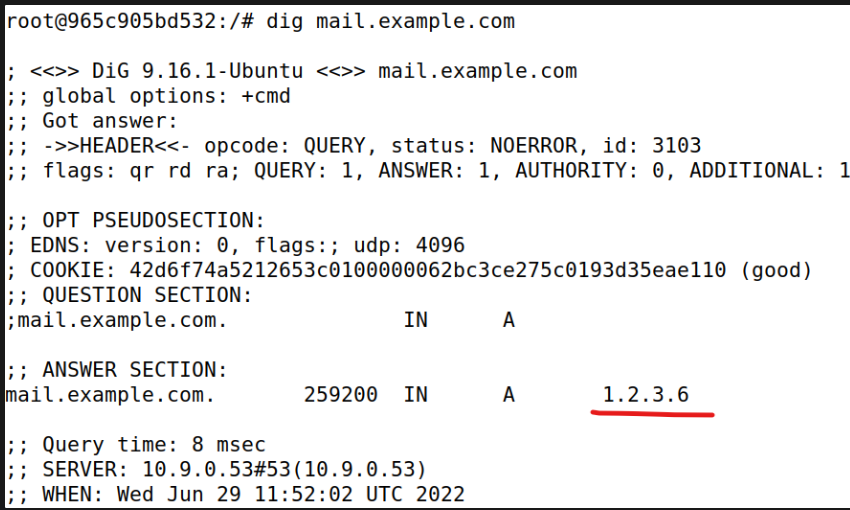 root@965c905bd532:/# dig mail.example.com
; <<>> DiG 9.16.1-Ubuntu <<>> mail.example.com
;; global options: +cmd
;; Got answer:
;; ->>HEADER<<- opcode: QUERY, status: NOERROR, id: 3103
;; flags: qr rd ra; QUERY: 1, ANSWER: 1, AUTHORITY: 0, ADDITIONAL: 1
;; OPT PSEUDOSECTION:
; EDNS: version: 0, flags:; udp: 4096
; COOKIE: 42d6f74a5212653c0100000062bc3ce275c0193d35eae110 (good)
;; QUESTION SECTION:
;mail.example.com. IN A
;; ANSWER SECTION:
mail.example.com. 259200 IN A 1.2.3.6
;; Query time: 8 msec
;; SERVER: 10.9.0.53#53(10.9.0.53)
;; WHEN: Wed Jun 29 11:52:02 UTC 2022